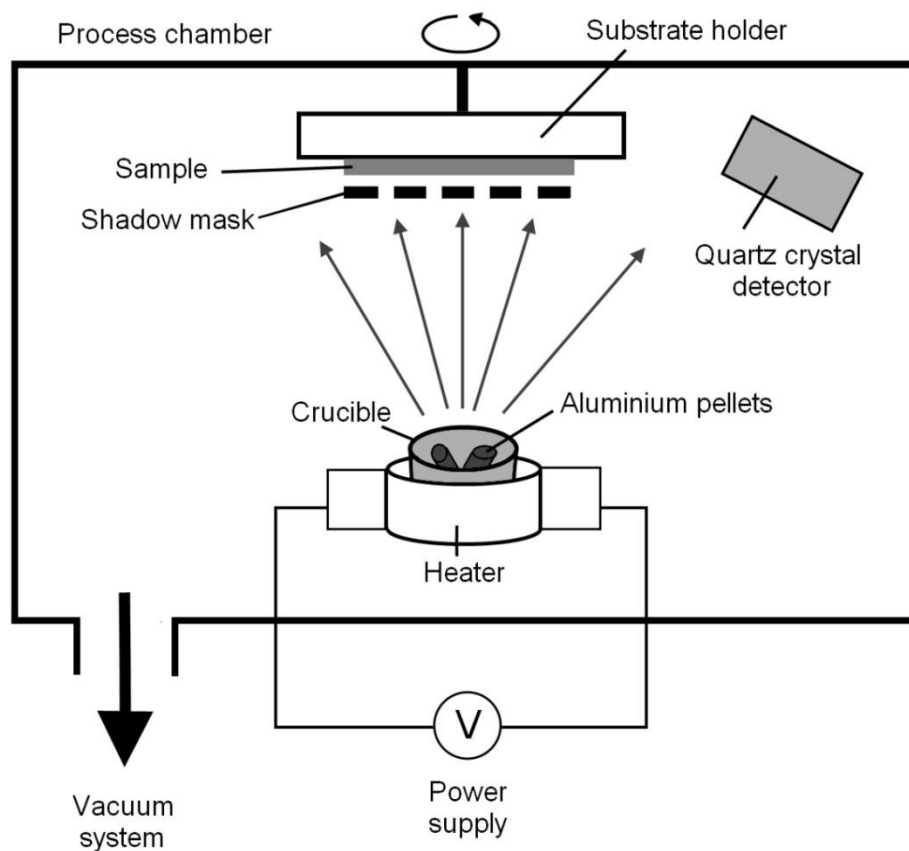 Process chamber
Substrate holder
Sample
Shadow mask
Quartz crystal
detector
Crucible
Aluminium pellets
Heater
V
Vacuum
system
Power
supply